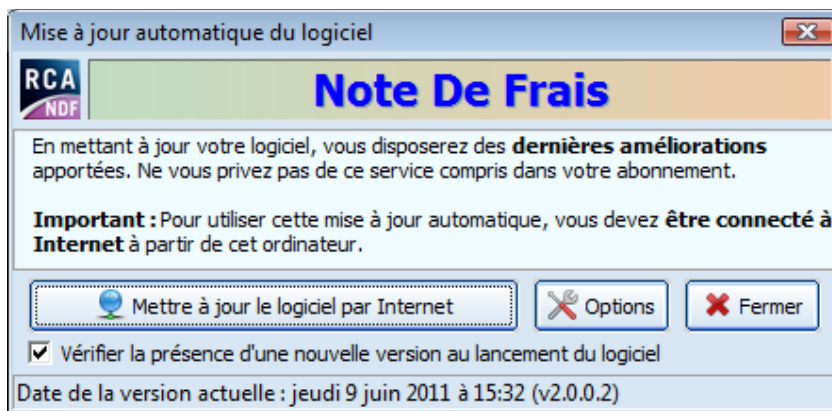 Mise à jour automatique du logiciel
RCA
NDF
Note De Frais
En mettant à jour votre logiciel, vous disposerez des dernières améliorations
apportées. Ne vous privez pas de ce service compris dans votre abonnement.
Important : Pour utiliser cette mise à jour automatique, vous devez être connecté à
Internet à partir de cet ordinateur.
Mettre à jour le logiciel par Internet
Options
Fermer
Vérifier la présence d'une nouvelle version au lancement du logiciel
Date de la version actuelle : jeudi 9 juin 2011 à 15:32 (v2.0.0.2)